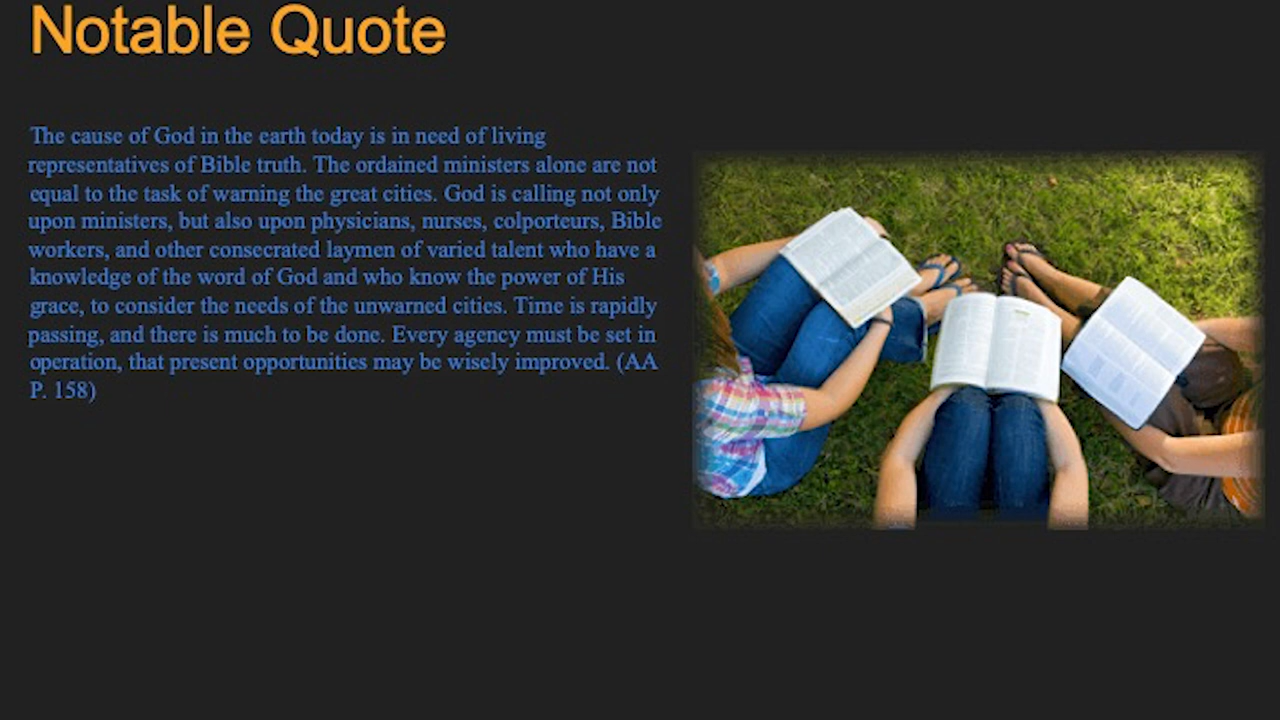 Notable Quote
The cause of God in the earth today is in need of living
representatives of Bible truth. The ordained ministers alone are not
equal to the task of warning the great cities. God is calling not only
upon ministers, but also upon physicians, nurses, colporteurs, Bible
workers, and other consecrated laymen of varied talent who have a
knowledge of the word of God and who know the power of His
grace, to consider the needs of the unwarned cities. Time is rapidly
passing, and there is much to be done. Every agency must be set in
operation, that present opportunities may be wisely improved. (AA
P. 158)